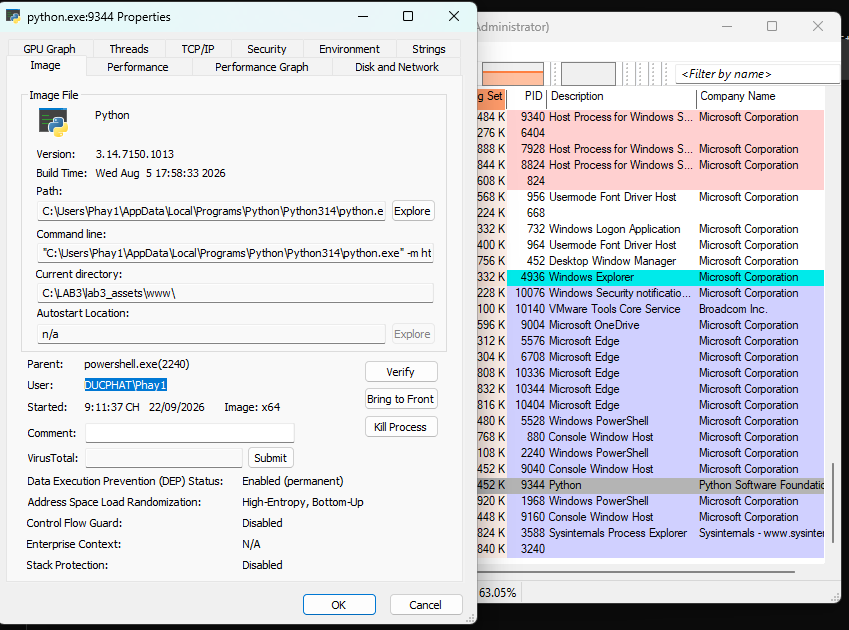 python.exe:9344 Properties
GPU Graph Threads TCP/IP Security Environment Strings
Image Performance Performance Graph Disk and Network
Image File
Python
Version: 3.14.7150.1013
Build Time: Wed Aug 5 17:58:33 2026
Path:
C:\Users\Phay1\AppData\Local\Programs\Python\Python314\python.e Explore
Command line:
"C:\Users\Phay1\AppData\Local\Programs\Python\Python314\python.exe" -m ht
Current directory:
C:\LAB3\lab3_assets\www\
Autostart Location:
n/a Explore
Parent: powershell.exe(2240) Verify
User: DUCPHAT\Phay1
Bring to Front
Started: 9:11:37 CH 22/09/2026 Image: x64
Comment: Kill Process
VirusTotal: Submit
Data Execution Prevention (DEP) Status: Enabled (permanent)
Address Space Load Randomization: High-Entropy, Bottom-Up
Control Flow Guard: Disabled
Enterprise Context: N/A
Stack Protection: Disabled
OK Cancel
Administrator)
<Filter by name>
g Set PID Description Company Name
484 K 9340 Host Process for Windows S... Microsoft Corporation
276 K 6404
888 K 7928 Host Process for Windows S... Microsoft Corporation
844 K 8824 Host Process for Windows S... Microsoft Corporation
608 K 824
568 K 956 Usermode Font Driver Host Microsoft Corporation
224 K 668
332 K 732 Windows Logon Application Microsoft Corporation
400 K 964 Usermode Font Driver Host Microsoft Corporation
756 K 452 Desktop Window Manager Microsoft Corporation
332 K 4936 Windows Explorer Microsoft Corporation
228 K 10076 Windows Security notificatio... Microsoft Corporation
100 K 10140 VMware Tools Core Service Broadcom Inc.
596 K 9004 Microsoft OneDrive Microsoft Corporation
312 K 5576 Microsoft Edge Microsoft Corporation
304 K 6708 Microsoft Edge Microsoft Corporation
808 K 10336 Microsoft Edge Microsoft Corporation
832 K 10344 Microsoft Edge Microsoft Corporation
816 K 10404 Microsoft Edge Microsoft Corporation
480 K 5528 Windows PowerShell Microsoft Corporation
768 K 880 Console Window Host Microsoft Corporation
108 K 2240 Windows PowerShell Microsoft Corporation
452 K 9040 Console Window Host Microsoft Corporation
452 K 9344 Python Python Software Foundatio
920 K 1968 Windows PowerShell Microsoft Corporation
448 K 9160 Console Window Host Microsoft Corporation
824 K 3588 Sysinternals Process Explorer Sysinternals - www.sysinter
840 K 3240
63.05%